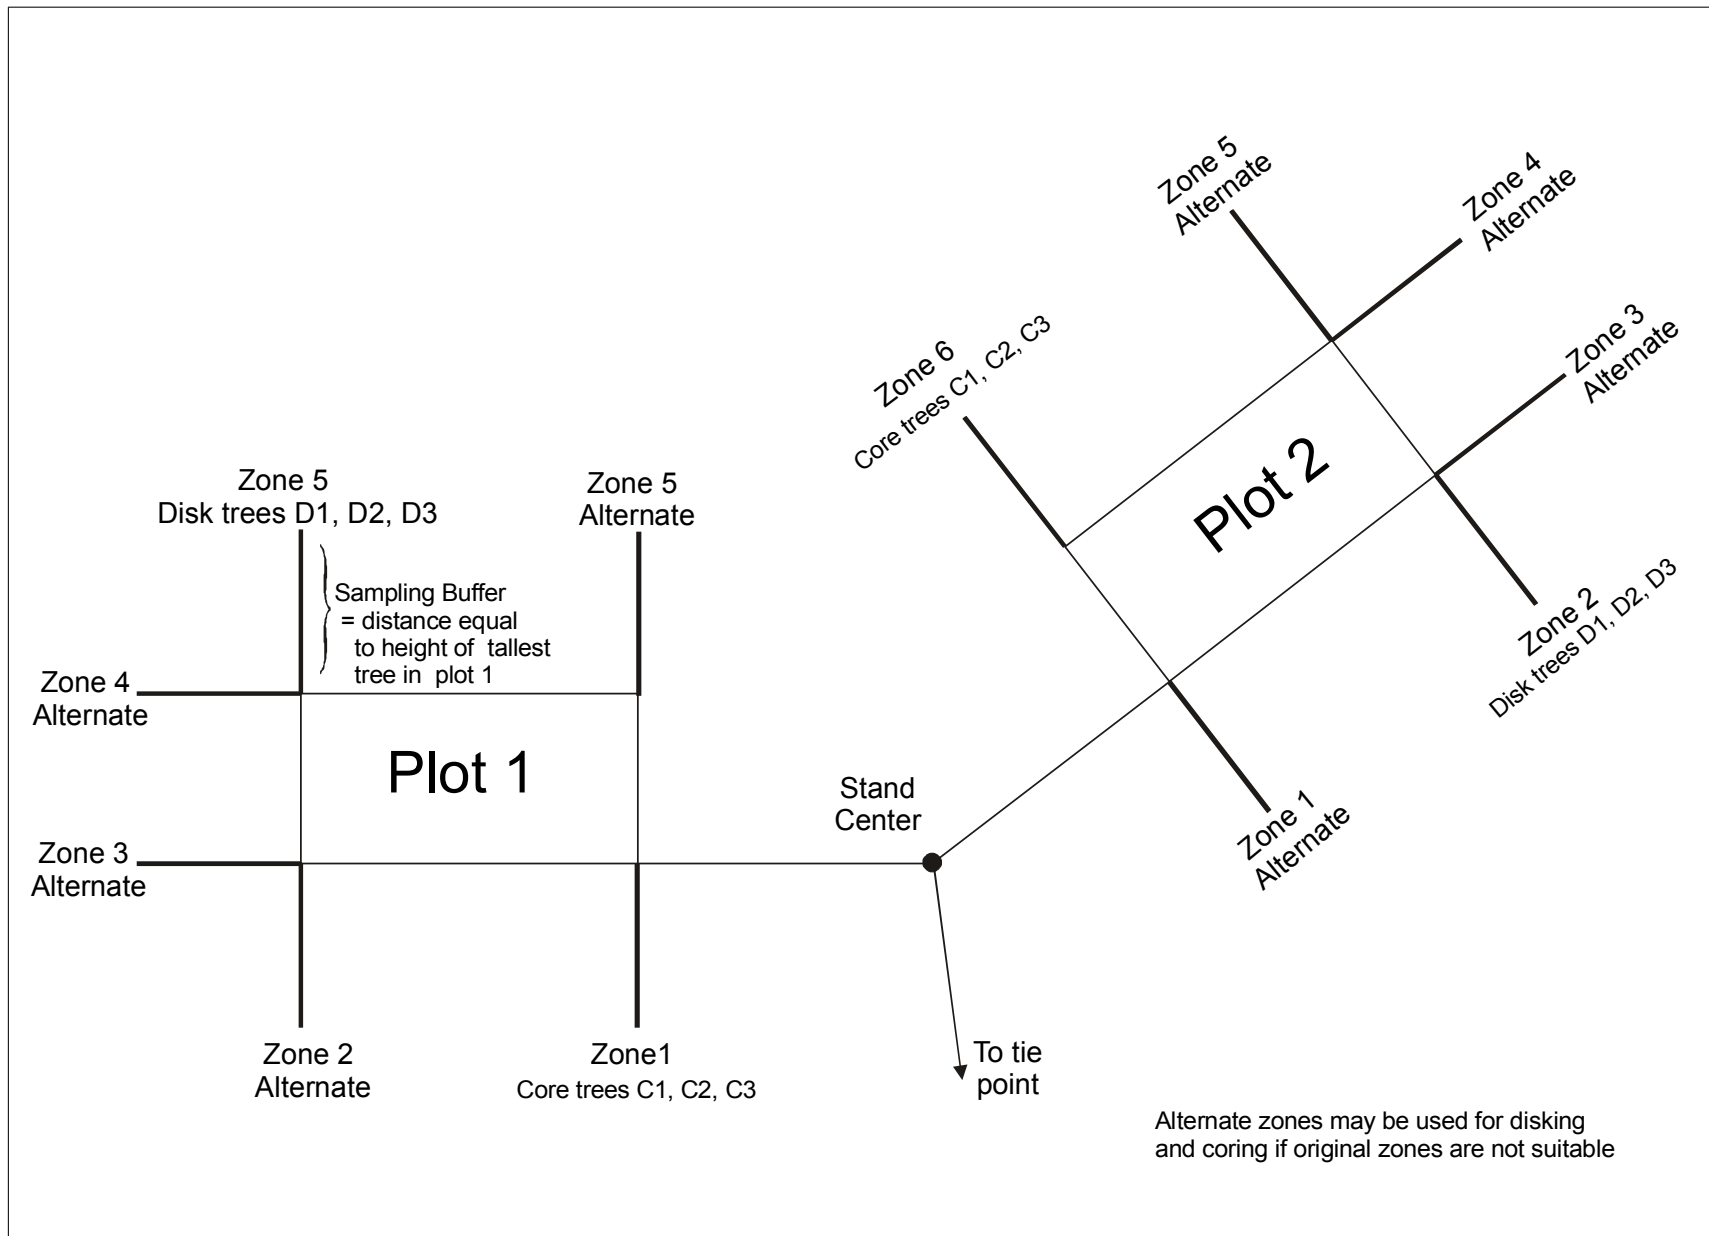 Zone 5
Alternate
Zone 4
Alternate
Zone 3
Alternate
Zone 6
Core trees C1, C2, C3
Plot 2
Zone 2
Disk trees D1, D2, D3
Zone 1
Alternate
Zone 5
Disk trees D1, D2, D3
Zone 5
Alternate
Sampling Buffer
= distance equal
to height of tallest
tree in plot 1
Zone 4
Alternate
Plot 1
Zone 3
Alternate
Stand
Center
Zone 2
Alternate
Zone1
Core trees C1, C2, C3
To tie
point
Alternate zones may be used for disking
and coring if original zones are not suitable